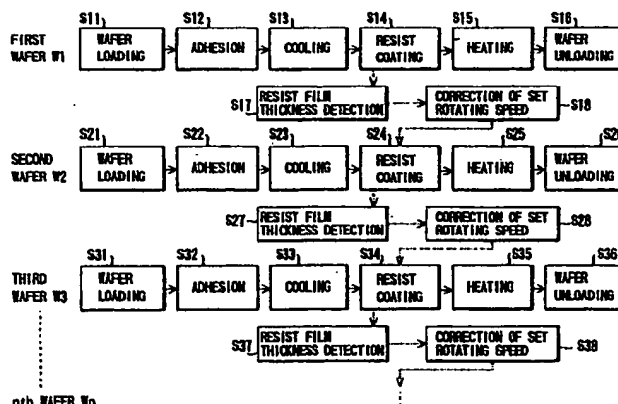 S11 S12 S13 S14 S15 S16
FIRST WAFER W1
WAFER LOADING
ADHESION
COOLING
RESIST COATING
HEATING
WAFER UNLOADING
S17
RESIST FILM THICKNESS DETECTION
CORRECTION OF SET ROTATING SPEED
S18
S21 S22 S23 S24 S25
SECOND WAFER W2
WAFER LOADING
ADHESION
COOLING
RESIST COATING
HEATING
WAFER UNLOADING
S27
RESIST FILM THICKNESS DETECTION
CORRECTION OF SET ROTATING SPEED
S28
S31 S32 S33 S34 S35 S36
THIRD WAFER W3
WAFER LOADING
ADHESION
COOLING
RESIST COATING
HEATING
WAFER UNLOADING
S37
RESIST FILM THICKNESS DETECTION
CORRECTION OF SET ROTATING SPEED
S38
nth WAFER Wn